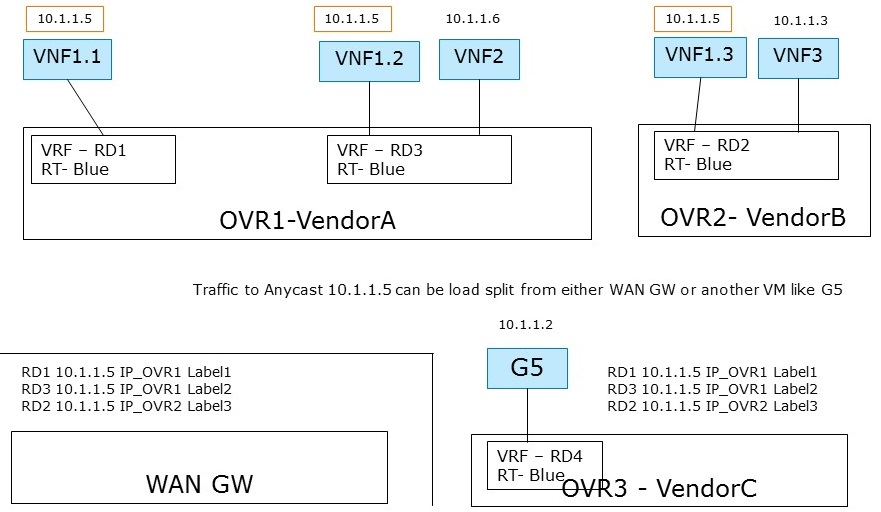 10.1.1.5
10.1.1.5
10.1.1.6
10.1.1.5
10.1.1.3
VNF1.1
VNF1.2
VNF2
VNF1.3
VNF3
VRF – RD1
RT- Blue
VRF – RD3
RT- Blue
VRF – RD2
RT- Blue
OVR1-VendorA
OVR2- VendorB
Traffic to Anycast 10.1.1.5 can be load split from either WAN GW or another VM like G5
10.1.1.2
G5
RD1 10.1.1.5 IP_OVR1 Label1
RD3 10.1.1.5 IP_OVR1 Label2
RD2 10.1.1.5 IP_OVR2 Label3
RD1 10.1.1.5 IP_OVR1 Label1
RD3 10.1.1.5 IP_OVR1 Label2
RD2 10.1.1.5 IP_OVR2 Label3
WAN GW
VRF – RD4
RT- Blue
OVR3 - VendorC